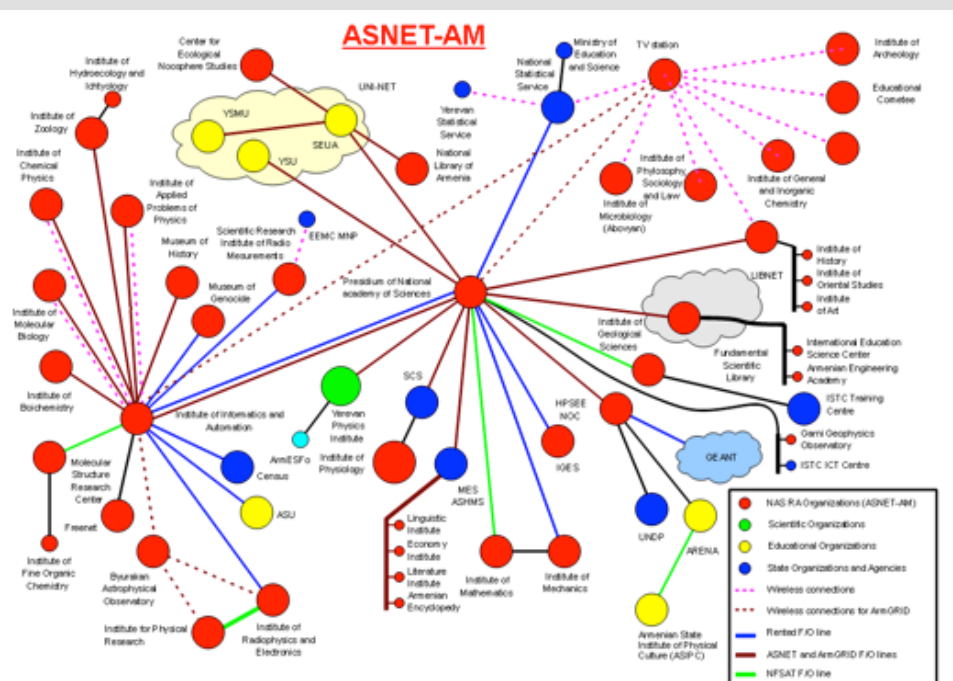 ASNET-AM
Center for
Ecological
Noosphere Studies
Institute of
Hydroecology and
Ichtyology
UNI-NET
Ministry of
Education
and Science
TV station
Institute of
Archeology
National
Statistical
Service
Yerevan
Statistical
Service
Educational
Cometee
Institute of
Zoology
YSMU
SEUA
YSU
National
Library of
Armenia
Institute of
Chemical
Physics
Institute of
Applied
Problems of
Physics
Institute of
Phylosophy,
Sociology
and Law
Institute of General
and Inorganic
Chemistry
Institute of
Microbiology
(Abovyan)
Scientific Research
Institute of Radio
Mesurements
EEMC MNP
Museum of
History
Museum of
Genocide
Presidium of National
academy of Sciences
LIBNET
Institute of
History
Institute of
Oriental Studies
Institute
of Art
Institute of
Molecular
Biology
Institute of
Geological
Sciences
Fundamental
Scientific
Library
International Education
Science Center
Armenian Engineering
Academy
Institute of
Boichemistry
Institute of Informatics and
Automation
SCS
Yerevan
Physics
Institute
ArmESFo
Institute of
Physiology
HPSEE
NOC
IGES
ISTC Training
Centre
Garni Geophysics
Observatory
ISTC ICT Centre
GEANT
Molecular
Structure
Research
Center
Census
ASU
Freenet
MES
ASHMS
Linguistic
Institute
Economy
Institute
Literature
Institute
Armenian
Encyclopedy
UNDP
ARENA
Institute of
Fine Organic
Chemistry
Byurakan
Astrophysical
Observatory
Institute of
Mathematics
Institute of
Mechanics
Institute for Physical
Research
Institute of
Radiophysics and
Electronics
Armenian State
Institute of Physical
Culture (ASIPC)
NAS RA Organizations (ASNET-AM)
Scientific Organizations
Educational Organizations
State Organizations and Agencies
Wireless connections
Wireless connections for ArmGRID
Rented F/O line
ASNET and ArmGRID F/O lines
NFSAT F/O line